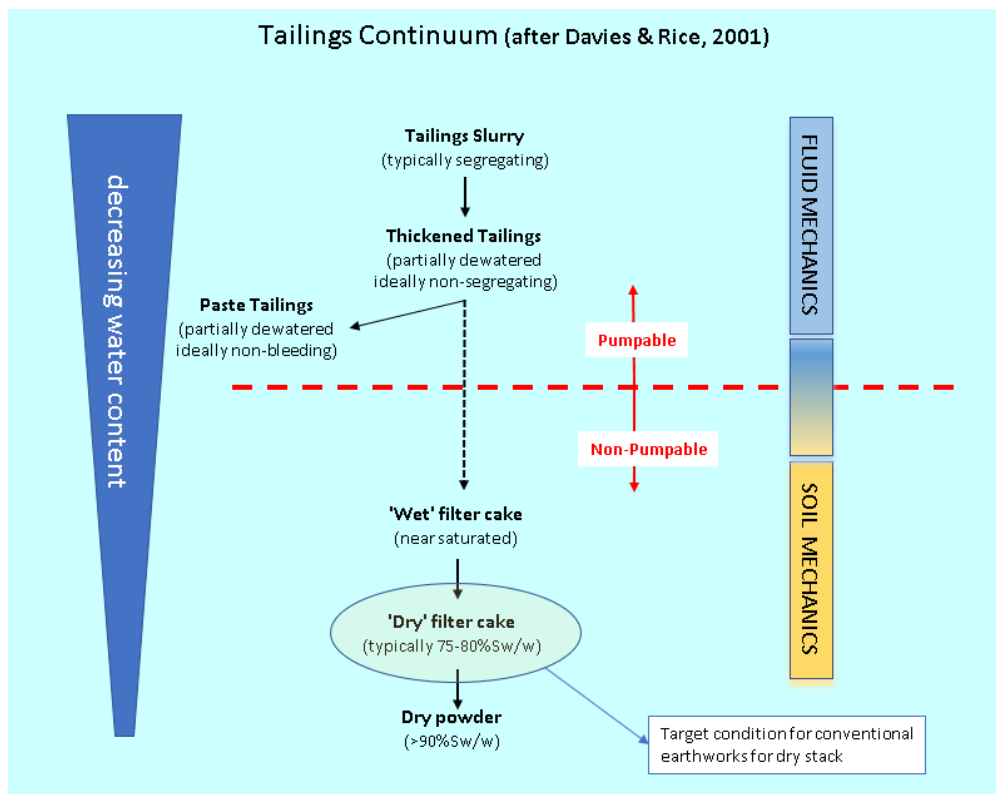 Tailings Continuum (after Davies & Rice, 2001)
decreasing water content
Tailings Slurry
(typically segregating)
Thickened Tailings
(partially dewatered
ideally non-segregating)
Paste Tailings
(partially dewatered
ideally non-bleeding)
Pumpable
Non-Pumpable
FLUID MECHANICS
SOIL MECHANICS
'Wet' filter cake
(near saturated)
'Dry' filter cake
(typically 75-80%Sw/w)
Dry powder
(>90%Sw/w)
Target condition for conventional
earthworks for dry stack